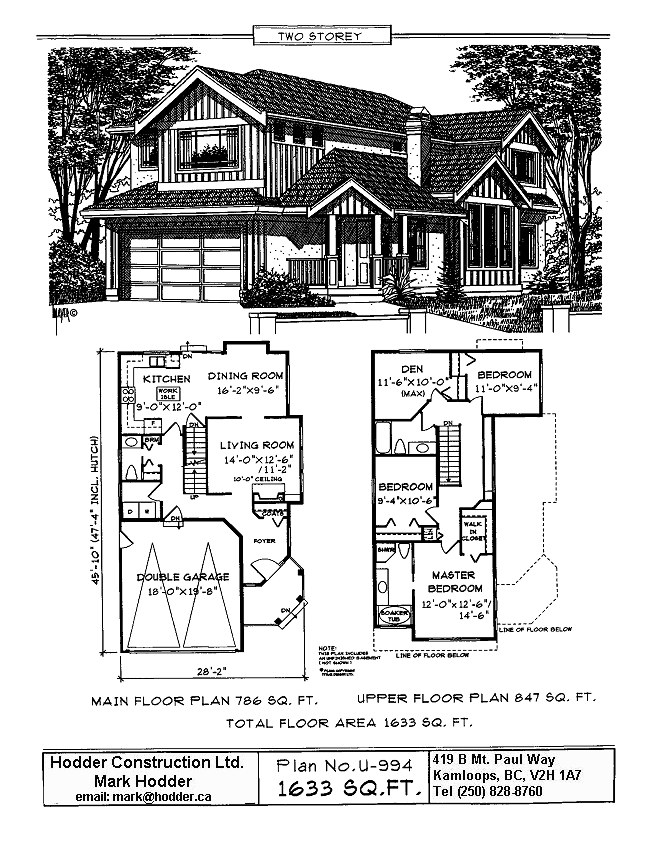 TWO STOREY
DN
KITCHEN
9'-0"X12'-0"
WORK
ISLE
DINING ROOM
16'-2"X9'-6"
F
BRM
DN
UP
LIVING ROOM
14'-0"X12'-6"
/11'-2"
10'-0" CEILING
COATS
FOYER
D
DN
DOUBLE GARAGE
18'-0"X19'-8"
DN
45'-10" (47'-4" INCL. HUTCH)
28'-2"
DEN
11'-6"X10'-0"
(MAX)
BEDROOM
11'-0"X9'-4"
DN
BEDROOM
9'-4"X10'-6"
LIN
WALK
IN
CLOSET
SHWR
MASTER
BEDROOM
12'-0"X12'-6"/
14'-6"
SOAKER
TUB
LINE OF FLOOR BELOW
LINE OF FLOOR BELOW
NOTE:
THIS PLAN INCLUDES
AN UNFINISHED BASEMENT
(NOT SHOWN)
MAIN FLOOR PLAN 786 SQ. FT.
UPPER FLOOR PLAN 847 SQ. FT.
TOTAL FLOOR AREA 1633 SQ. FT.
Hodder Construction Ltd.
Mark Hodder
email: mark@hodder.ca
Plan No.U-994
1633 SQ.FT.
419 B Mt. Paul Way
Kamloops, BC, V2H 1A7
Tel (250) 828-8760